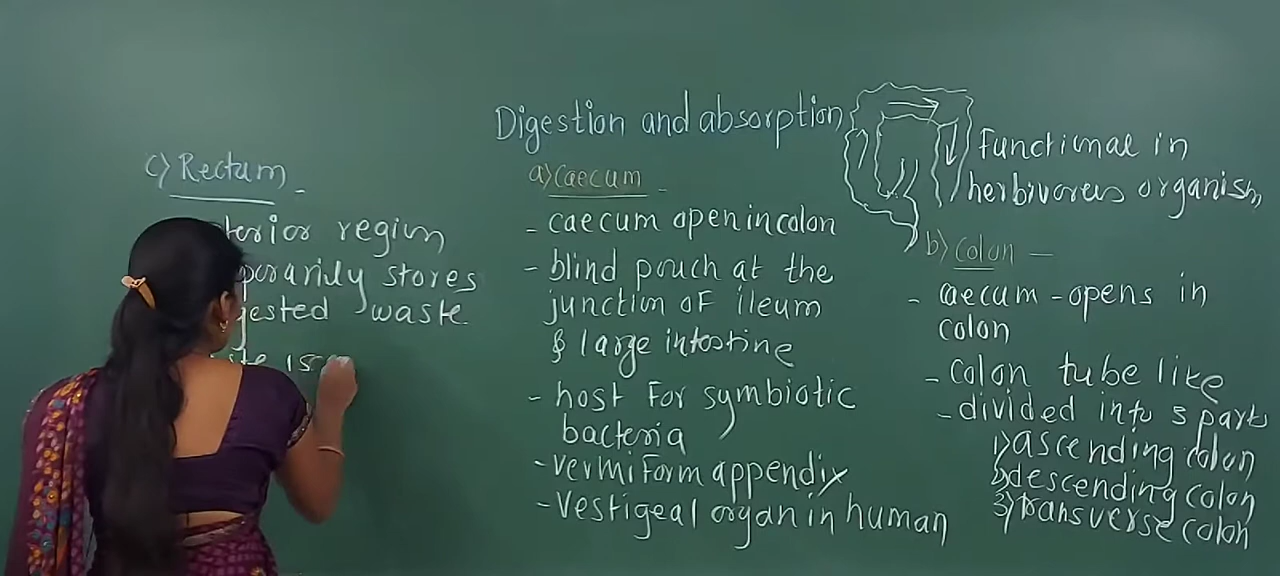 Digestion and absorption
c) Rectum
terior region
porarily stores
gested waste
is
a) caecum
- caecum open in colon
- blind pouch at the
junction of ileum
& large intestine
- host for symbiotic
bacteria
- vermiform appendix
- Vestigeal organ in human
functional in
herbivorus organism
b) colon -
- caecum - opens in
colon
- colon tube like
- divided into 3 parts
1) ascending colon
2) descending colon
3) transverse colon